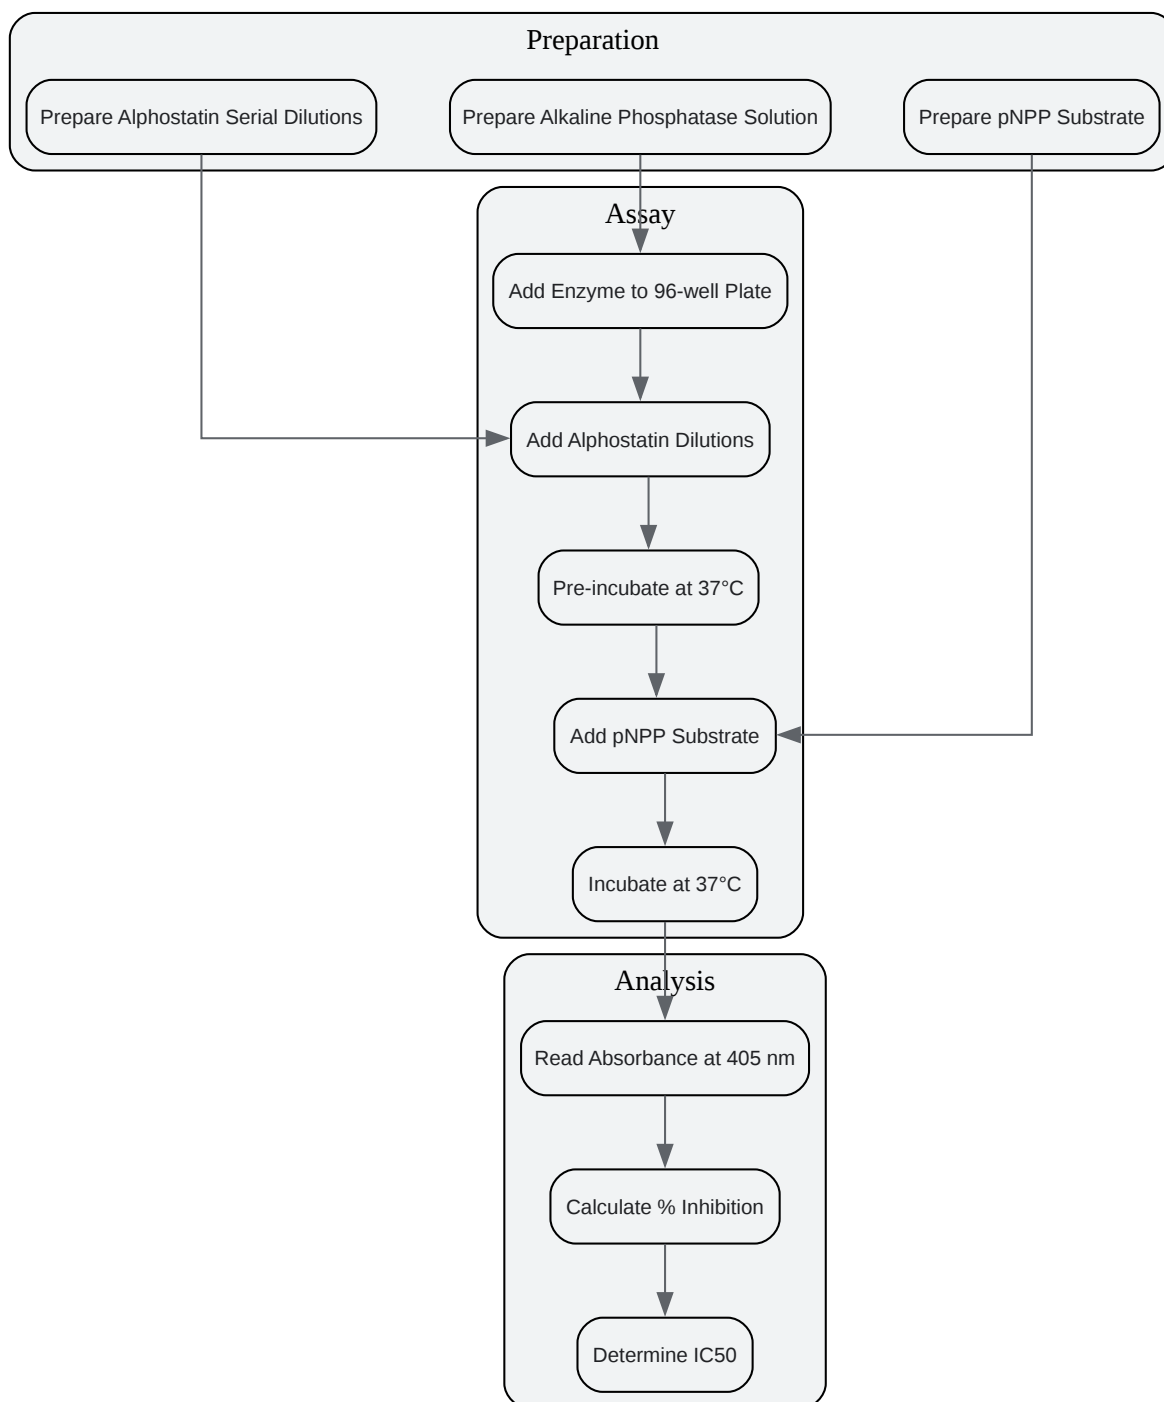 Preparation
Prepare Alphostatin Serial Dilutions
Prepare Alkaline Phosphatase Solution
Prepare pNPP Substrate
Assay
Add Enzyme to 96-well Plate
Add Alphostatin Dilutions
Pre-incubate at 37°C
Add pNPP Substrate
Incubate at 37°C
Analysis
Read Absorbance at 405 nm
Calculate % Inhibition
Determine IC50